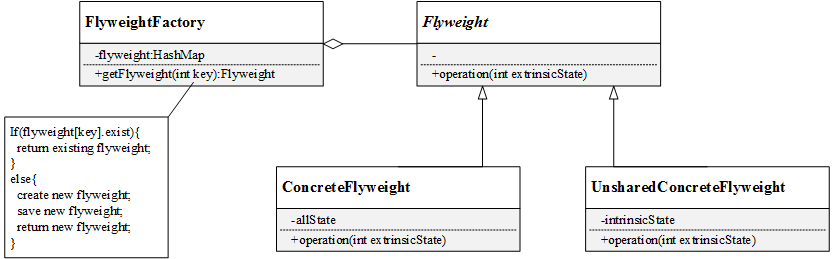 FlyweightFactory
-flyweight:HashMap
+getFlyweight(int key):Flyweight
Flyweight
-
+operation(int extrinsicState)
If(flyweight[key].exist){
return existing flyweight;
}
else{
create new flyweight;
save new flyweight;
return new flyweight;
}
ConcreteFlyweight
-allState
+operation(int extrinsicState)
UnsharedConcreteFlyweight
-intrinsicState
+operation(int extrinsicState)